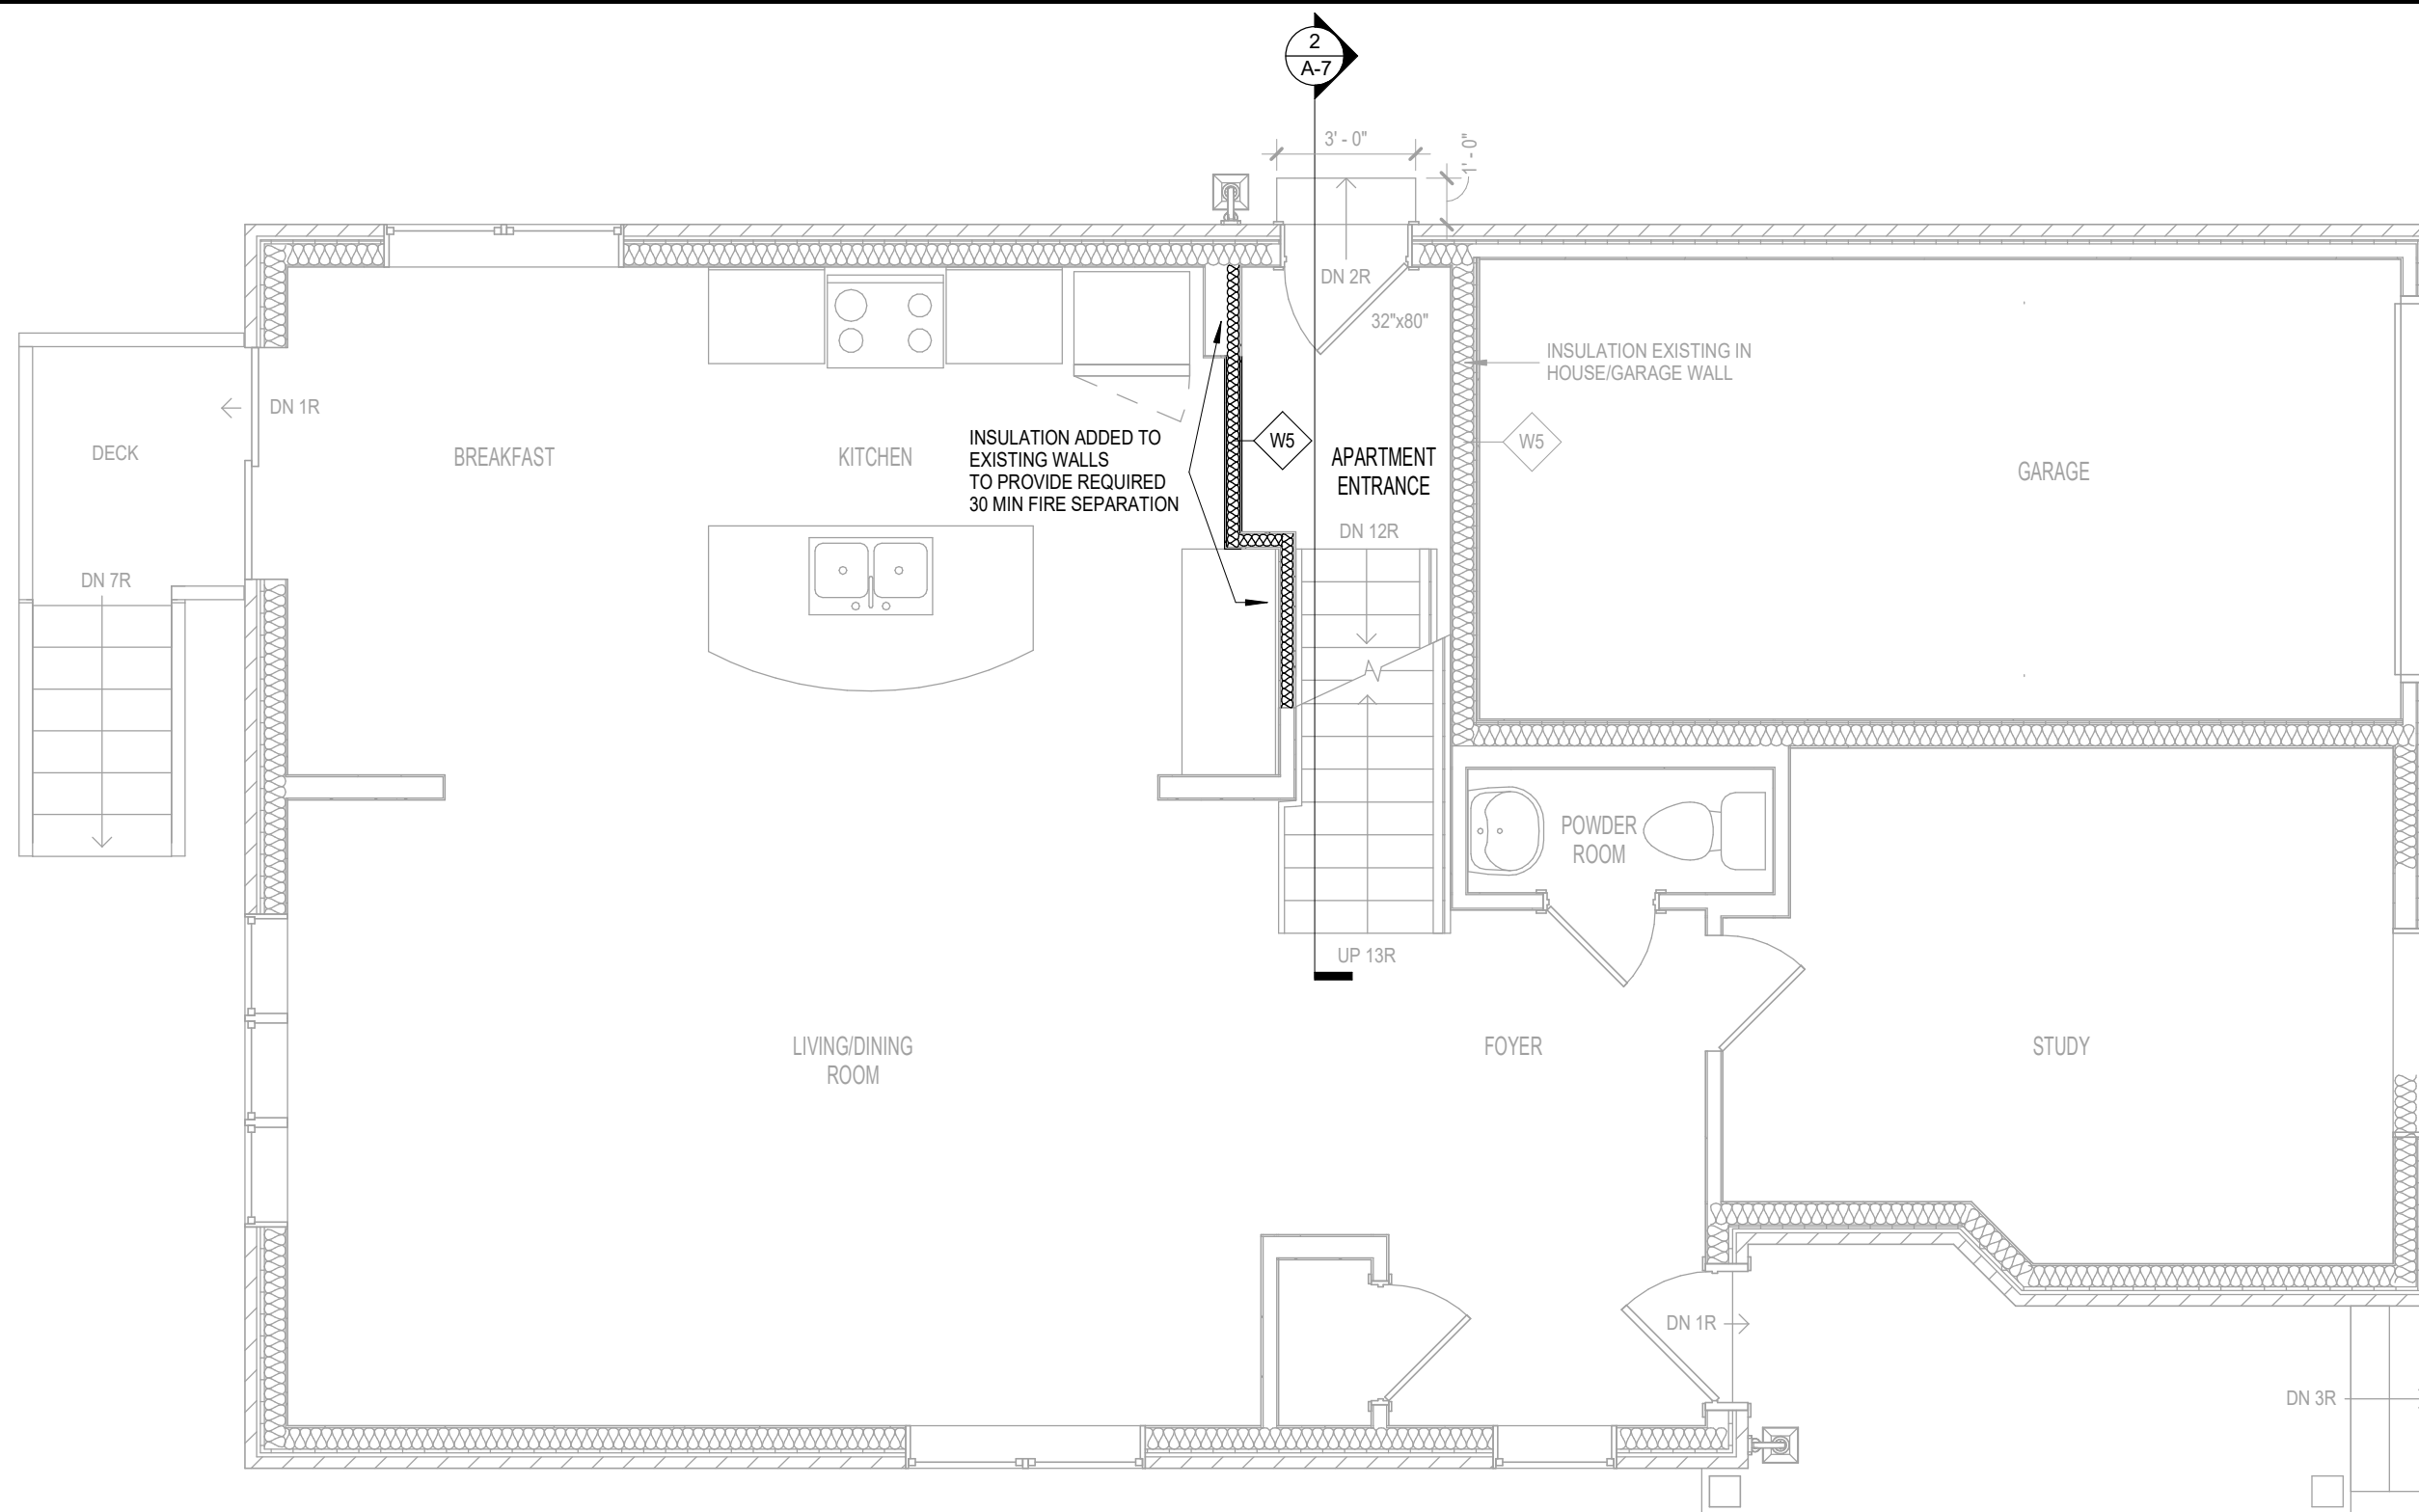 2
A-7
3' - 0"
1' - 0"
DN 2R
32"x80"
INSULATION EXISTING IN
HOUSE/GARAGE WALL
DN 1R
DECK
BREAKFAST
KITCHEN
INSULATION ADDED TO
EXISTING WALLS
TO PROVIDE REQUIRED
30 MIN FIRE SEPARATION
W5
APARTMENT
ENTRANCE
W5
GARAGE
DN 12R
DN 7R
POWDER
ROOM
UP 13R
LIVING/DINING
ROOM
FOYER
STUDY
DN 1R
DN 3R